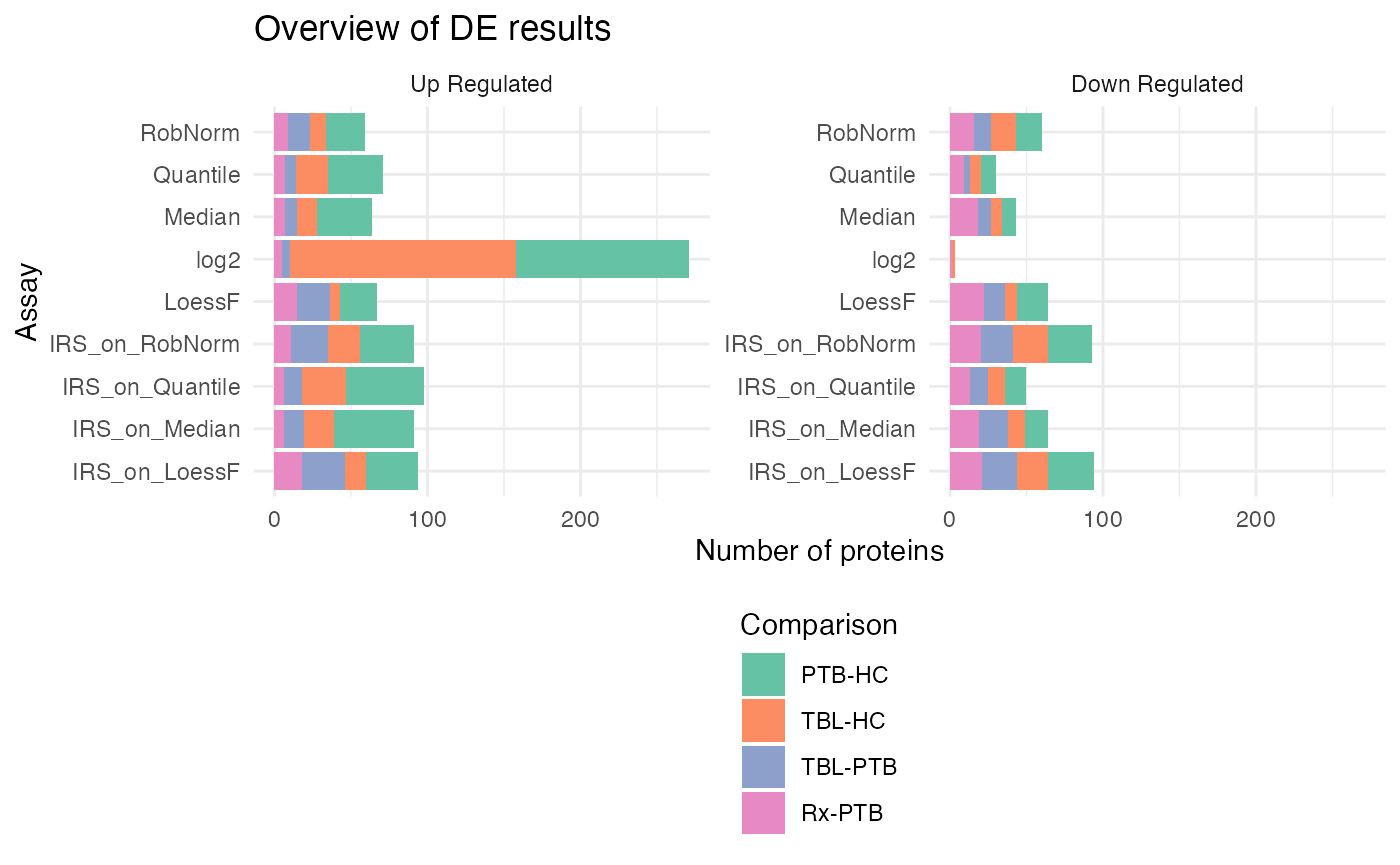 Overview of DE results
Up Regulated
Down Regulated
Assay
RobNorm
Quantile
Median
log2
LoessF
IRS_on_RobNorm
IRS_on_Quantile
IRS_on_Median
IRS_on_LoessF
0 100 200
RobNorm
Quantile
Median
log2
LoessF
IRS_on_RobNorm
IRS_on_Quantile
IRS_on_Median
IRS_on_LoessF
0 100 200
Number of proteins
Comparison
PTB-HC
TBL-HC
TBL-PTB
Rx-PTB